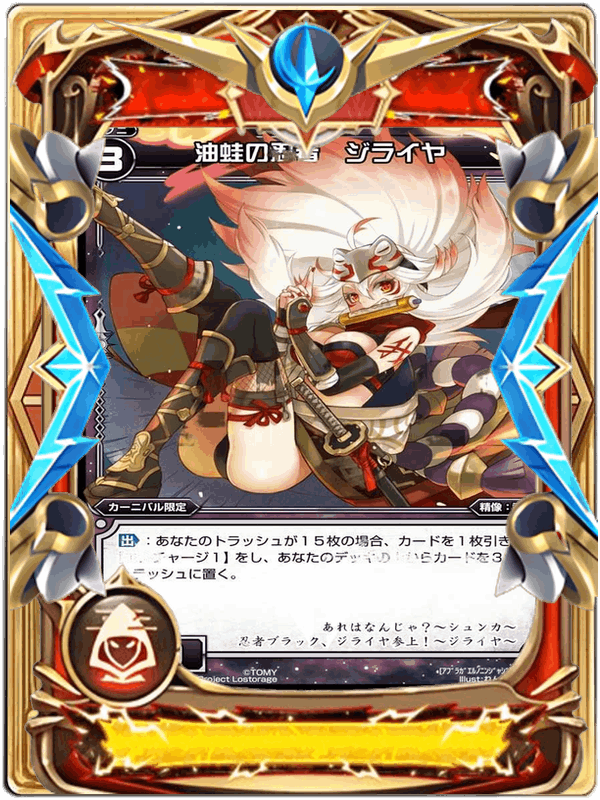 3
油蛙の忍者 ジライヤ
カーニバル限定
精像:
出:あなたのトラッシュが15枚の場合、カードを1枚引き
チャージ1】をし、あなたのデッキの からカードを3
ッシュに置く。
あれはなんじゃ?~シュンカ~
忍者ブラック、ジライヤ参上!~ジライヤ~
©TOMY
Project Lostorage
Illust: